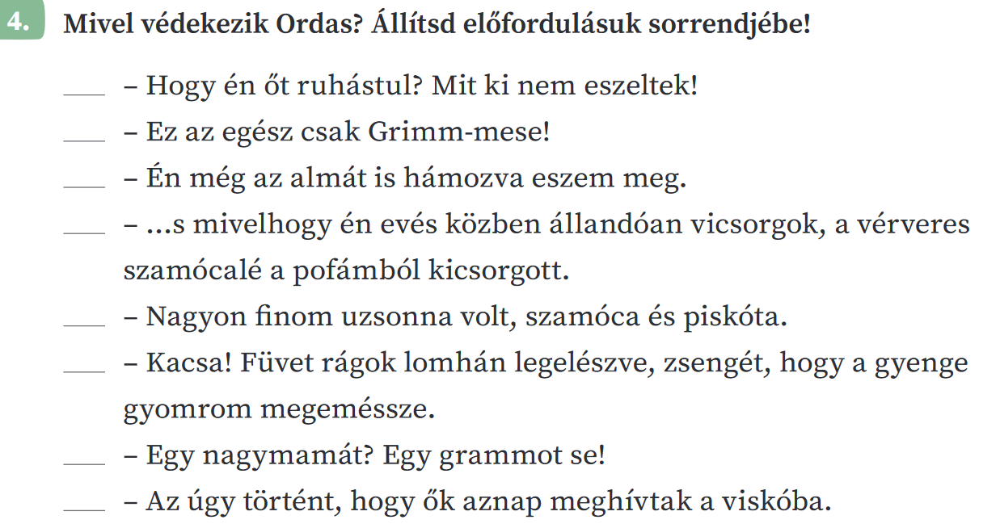 4. Mivel védekezik Ordas? Állítsd előfordulásuk sorrendjébe!
___ – Hogy én őt ruhástul? Mit ki nem eszeltek!
___ – Ez az egész csak Grimm-mese!
___ – Én még az almát is hámozva eszem meg.
___ – …s mivelhogy én evés közben állandóan vicsorgok, a vérveres
szamócalé a pofámból kicsorgott.
___ – Nagyon finom uzsonna volt, szamóca és piskóta.
___ – Kacsa! Füvet rágok lomhán legelészve, zsengét, hogy a gyenge
gyomrom megeméssze.
___ – Egy nagymamát? Egy grammot se!
___ – Az úgy történt, hogy ők aznap meghívtak a viskóba.